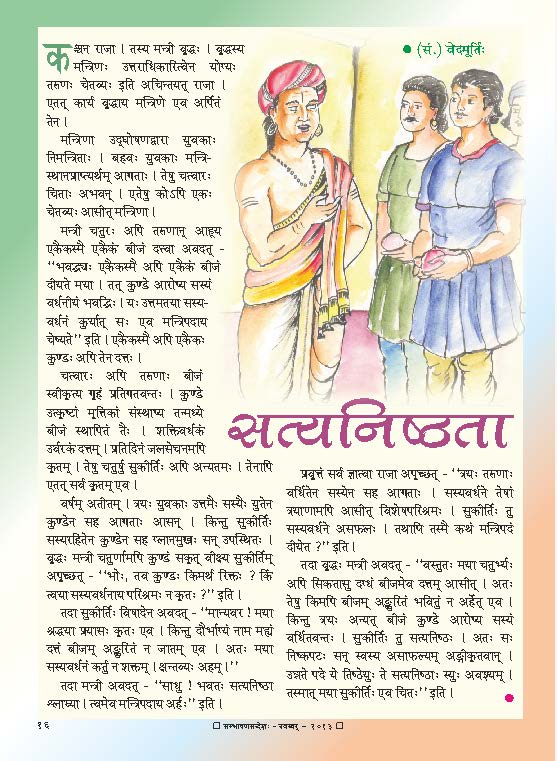 ● (सं.) वेदमूर्तिः
कश्चन राजा । तस्य मन्त्री वृद्धः । वृद्धस्य
मन्त्रिणः उत्तराधिकारित्वेन योग्यः
तरुणः चेतव्यः इति अचिन्तयत् राजा ।
एतत् कार्यं वृद्धाय मन्त्रिणे एव अर्पितं
तेन ।
मन्त्रिणा उद्घोषणद्वारा युवकाः
निमन्त्रिताः । बहवः युवकाः मन्त्रि-
स्थानप्राप्त्यर्थम् आगताः । तेषु चत्वारः
चिताः अभवन् । एतेषु कोऽपि एकः
चेतव्यः आसीत् मन्त्रिणा ।
मन्त्री चतुरः अपि तरुणान् आहूय
एकैकस्मै एकैकं बीजं दत्त्वा अवदत् -
“भवद्भ्यः एकैकस्मै अपि एकैकं बीजं
दीयते मया । तत् कुण्डे आरोप्य सस्यं
वर्धनीयं भवद्भिः । यः उत्तमतया सस्य-
वर्धनं कुर्यात् सः एव मन्त्रिपदाय
चेष्यते” इति । एकैकस्मै अपि एकैकः
कुण्डः अपि तेन दत्तः ।
चत्वारः अपि तरुणाः बीजं
स्वीकृत्य गृहं प्रतिगतवन्तः । कुण्डे
उत्कृष्टां मृत्तिकां संस्थाप्य तन्मध्ये
बीजं स्थापितं तैः । शक्तिवर्धकं
उर्वरकं दत्तम् । प्रतिदिनं जलसेचनमपि
कृतम् । तेषु चतुर्षु सुकीर्तिः अपि अन्यतमः । तेनापि
एतत् सर्वं कृतम् एव ।
वर्षम् अतीतम् । त्रयः युवकाः उत्तमैः सस्यैः युतेन
कुण्डेन सह आगताः आसन् । किन्तु सुकीर्तिः
सस्यरहितेन कुण्डेन सह म्लानमुखः सन् उपस्थितः ।
वृद्धः मन्त्री चतुर्णामपि कुण्डं सकृत् वीक्ष्य सुकीर्तिम्
अपृच्छत् - “भोः, तव कुण्डः किमर्थं रिक्तः ? किं
त्वया सस्यवर्धनाय परिश्रमः न कृतः ?” इति ।
तदा सुकीर्तिः विषादेन अवदत् - “मान्यवर ! मया
श्रद्धया प्रयासः कृतः एव । किन्तु दौर्भाग्यं नाम मह्यं
दत्तं बीजम् अङ्कुरितं न जातम् एव । अतः मया
सस्यवर्धनं कर्तुं न शक्तम् । क्षन्तव्यः अहम् ।”
तदा मन्त्री अवदत् - “साधु ! भवतः सत्यनिष्ठा
श्लाघ्या । त्वमेव मन्त्रिपदाय अर्हः” इति ।
सत्यनिष्ठता
प्रवृत्तं सर्वं ज्ञात्वा राजा अपृच्छत् - “त्रयः तरुणाः
वर्धितेन सस्येन सह आगताः । सस्यवर्धने तेषां
त्रयाणामपि आसीत् विशेषपरिश्रमः । सुकीर्तिः तु
सस्यवर्धने असफलः । तथापि तस्मै कथं मन्त्रिपदं
दीयेत ?” इति ।
तदा वृद्धः मन्त्री अवदत् - “वस्तुतः मया चतुर्भ्यः
अपि सिकतासु दग्धं बीजमेव दत्तम् आसीत् । अतः
तेषु किमपि बीजम् अङ्कुरितं भवितुं न अर्हेत् एव ।
किन्तु त्रयः अन्यत् बीजं कुण्डे आरोप्य सस्यं
वर्धितवन्तः । सुकीर्तिः तु सत्यनिष्ठः । अतः सः
निष्कपटः सन् स्वस्य असाफल्यम् अङ्गीकृतवान् ।
उन्नते पदे ये तिष्ठेयुः ते सत्यनिष्ठाः स्युः अवश्यम् ।
तस्मात् मया सुकीर्तिः एव चितः” इति ।
१६
□ सम्भाषणसन्देशः - नवम्बर् - २०१३ □